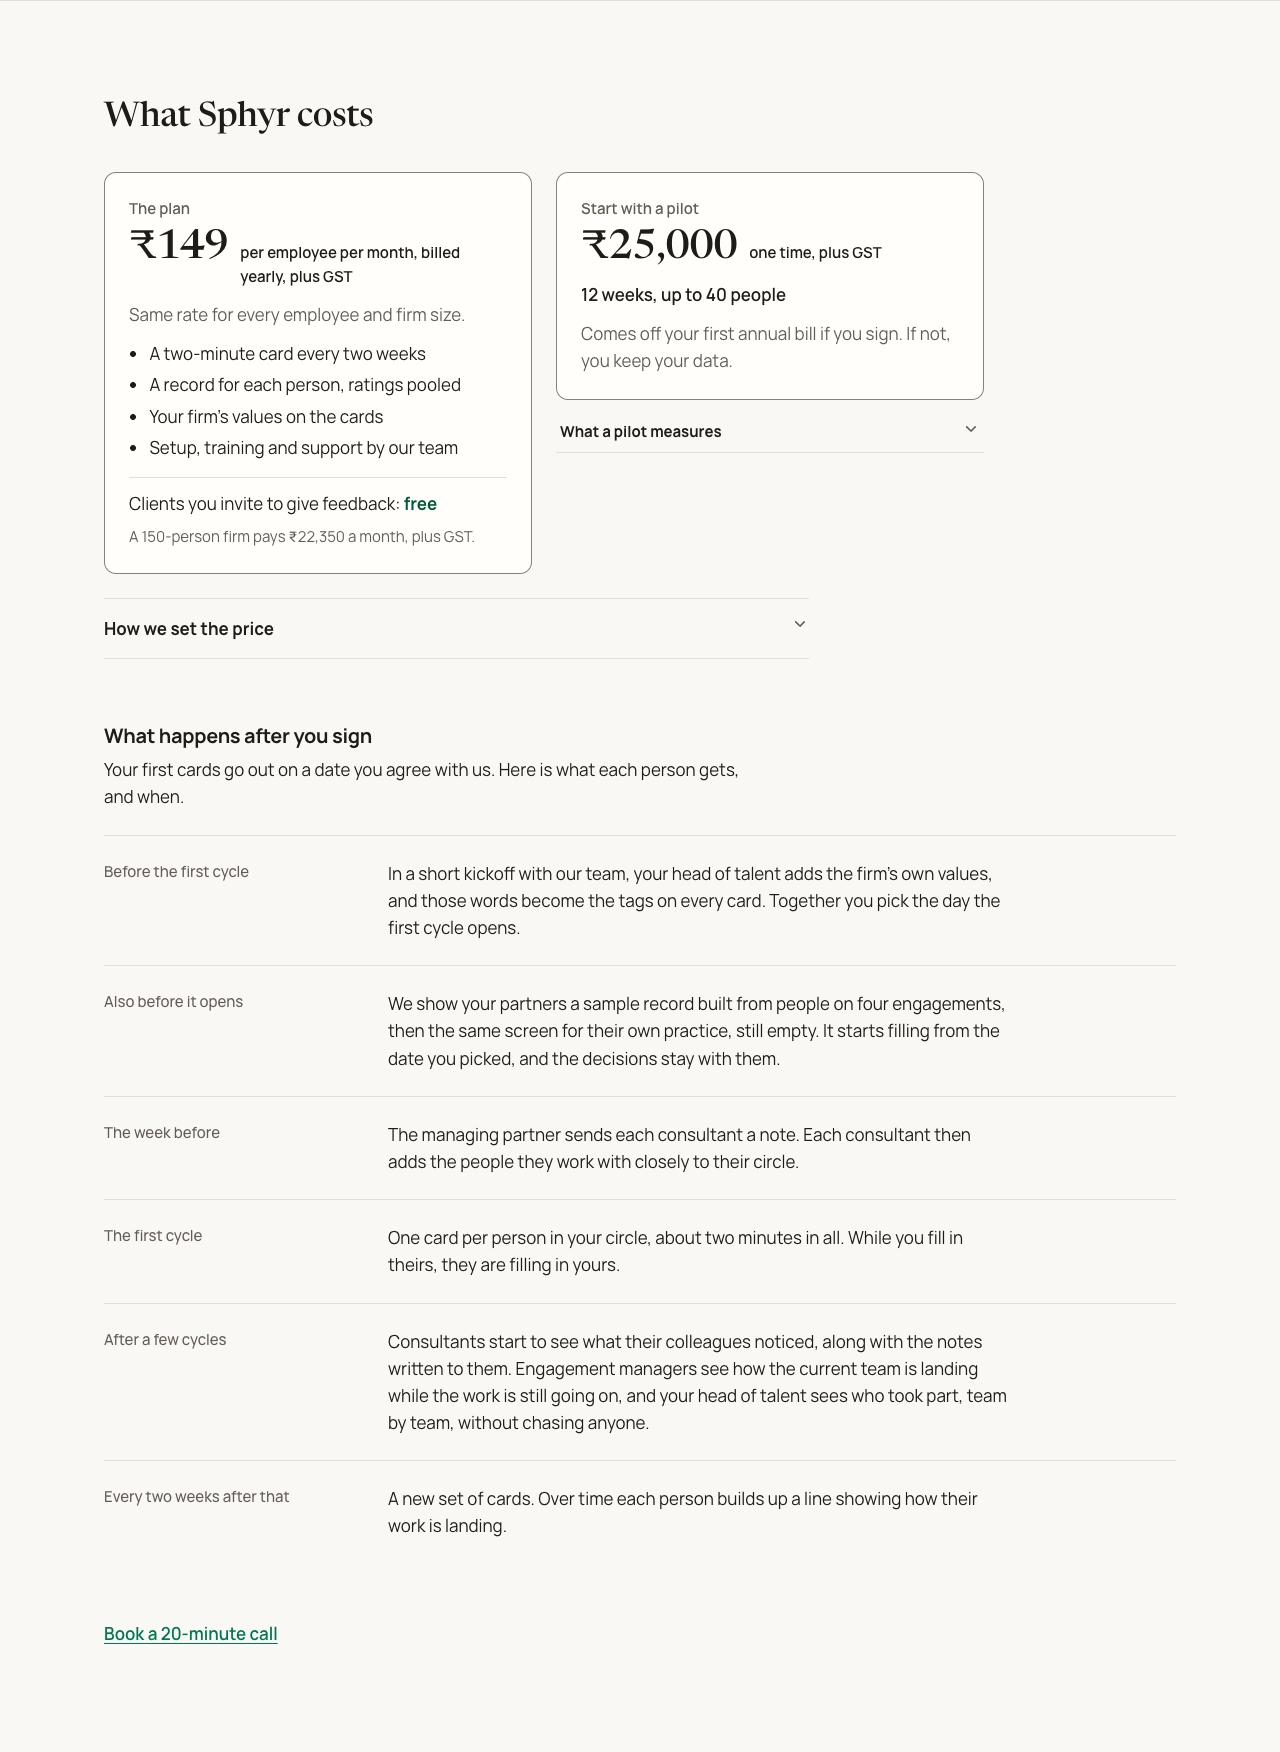 What Sphyr costs
The plan
₹149 per employee per month, billed
yearly, plus GST
Same rate for every employee and firm size.
• A two-minute card every two weeks
• A record for each person, ratings pooled
• Your firm's values on the cards
• Setup, training and support by our team
Clients you invite to give feedback: free
A 150-person firm pays ₹22,350 a month, plus GST.
Start with a pilot
₹25,000 one time, plus GST
12 weeks, up to 40 people
Comes off your first annual bill if you sign. If not,
you keep your data.
What a pilot measures
How we set the price
What happens after you sign
Your first cards go out on a date you agree with us. Here is what each person gets,
and when.
Before the first cycle
In a short kickoff with our team, your head of talent adds the firm's own values,
and those words become the tags on every card. Together you pick the day the
first cycle opens.
Also before it opens
We show your partners a sample record built from people on four engagements,
then the same screen for their own practice, still empty. It starts filling from the
date you picked, and the decisions stay with them.
The week before
The managing partner sends each consultant a note. Each consultant then
adds the people they work with closely to their circle.
The first cycle
One card per person in your circle, about two minutes in all. While you fill in
theirs, they are filling in yours.
After a few cycles
Consultants start to see what their colleagues noticed, along with the notes
written to them. Engagement managers see how the current team is landing
while the work is still going on, and your head of talent sees who took part, team
by team, without chasing anyone.
Every two weeks after that
A new set of cards. Over time each person builds up a line showing how their
work is landing.
Book a 20-minute call